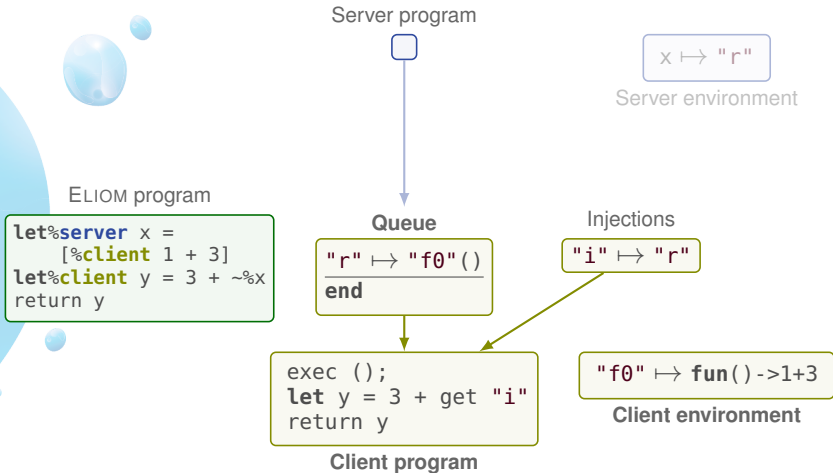 Server program
x ⟼ "r"
Server environment
ELIOM program
let%server x =
[%client 1 + 3]
let%client y = 3 + ~%x
return y
Queue
"r" ⟼ "f0"()
end
Injections
"i" ⟼ "r"
exec ();
let y = 3 + get "i"
return y
Client program
"f0" ⟼ fun()->1+3
Client environment